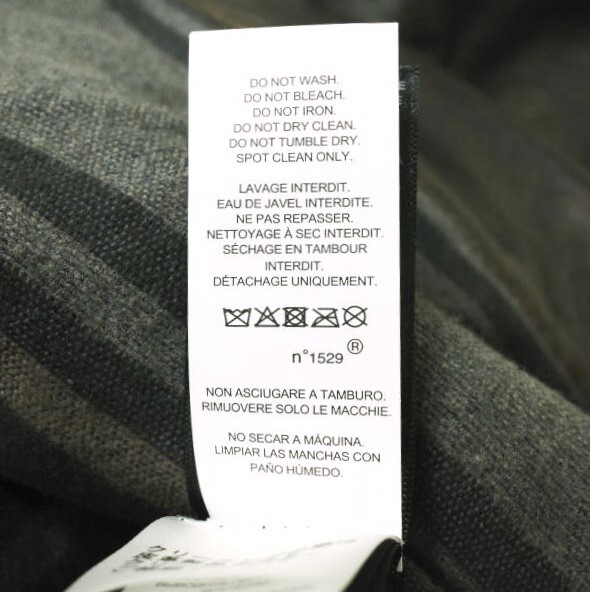 DO NOT WASH.
DO NOT BLEACH.
DO NOT IRON.
DO NOT DRY CLEAN.
DO NOT TUMBLE DRY.
SPOT CLEAN ONLY.
LAVAGE INTERDIT.
EAU DE JAVEL INTERDITE.
NE PAS REPASSER.
NETTOYAGE À SEC INTERDIT.
SÉCHAGE EN TAMBOUR
INTERDIT.
DÉTACHAGE UNIQUEMENT.
n°1529 ®
NON ASCIUGARE A TAMBURO.
RIMUOVERE SOLO LE MACCHIE.
NO SECAR A MÁQUINA.
LIMPIAR LAS MANCHAS CON
PAÑO HÚMEDO.